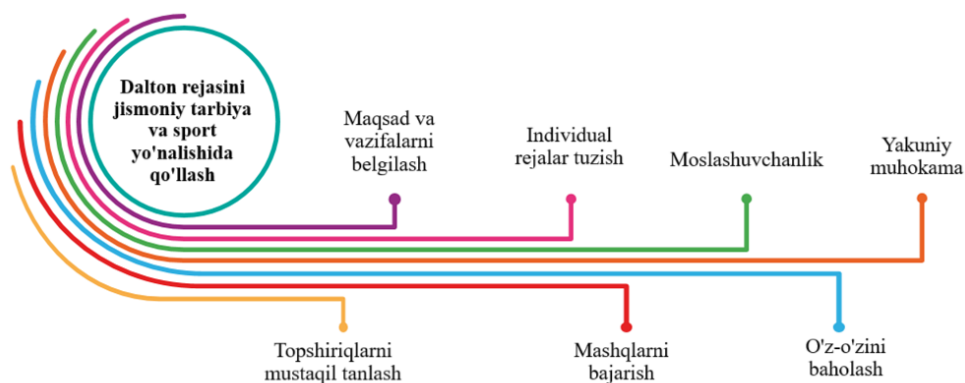 Dalton rejasini
jismoniy tarbiya
va sport
yo'nalishida
qo'llash
Maqsad va
vazifalarni
belgilash
Individual
rejalar tuzish
Moslashuvchanlik
Yakuniy
muhokama
Topshiriqlarni
mustaqil tanlash
Mashqlarni
bajarish
O'z-o'zini
baholash